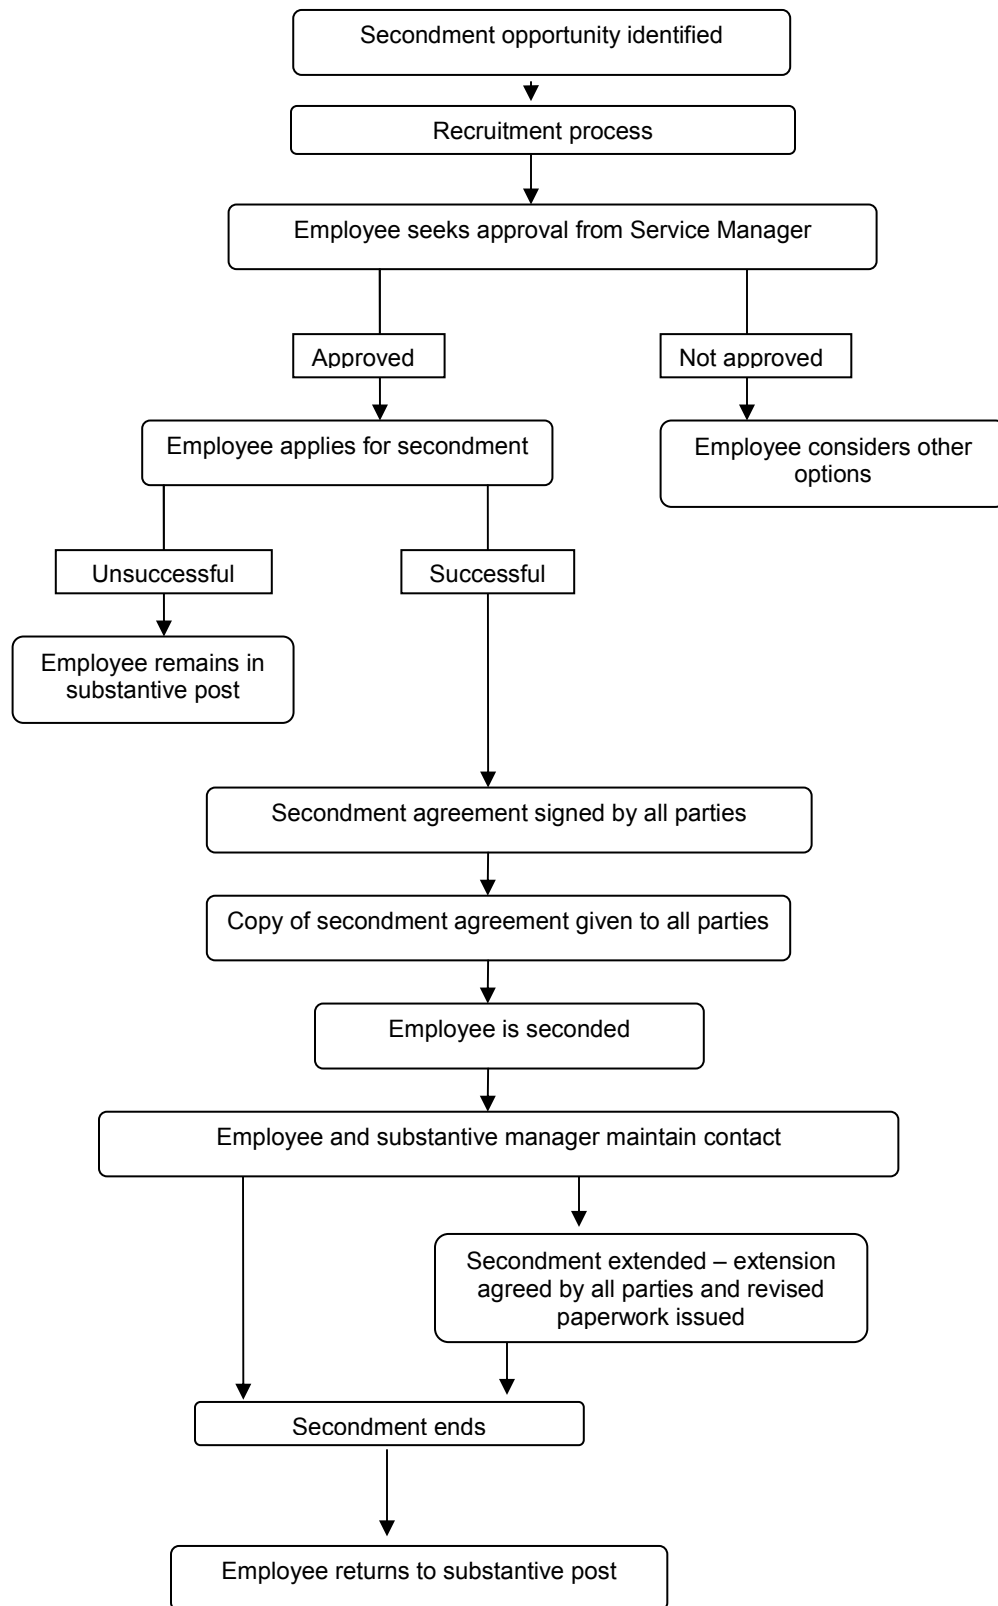 Secondment opportunity identified
Recruitment process
Employee seeks approval from Service Manager
Approved
Not approved
Employee applies for secondment
Employee considers other
options
Unsuccessful
Successful
Employee remains in
substantive post
Secondment agreement signed by all parties
Copy of secondment agreement given to all parties
Employee is seconded
Employee and substantive manager maintain contact
Secondment extended – extension
agreed by all parties and revised
paperwork issued
Secondment ends
Employee returns to substantive post